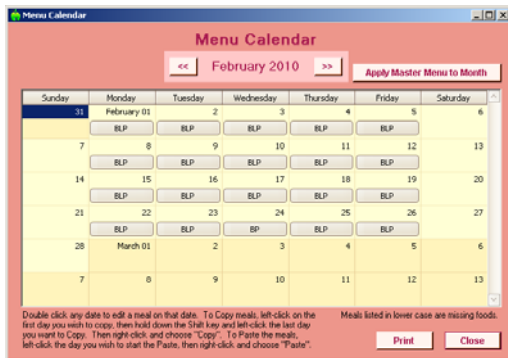 Menu Calendar
Menu Calendar
<< February 2010 >>
Apply Master Menu to Month
Sunday Monday Tuesday Wednesday Thursday Friday Saturday
31 February 01 2 3 4 5 6
BLP BLP BLP BLP BLP
7 8 9 10 11 12 13
BLP BLP BLP BLP BLP
14 15 16 17 18 19 20
BLP BLP BLP BLP BLP
21 22 23 24 25 26 27
BLP BLP BP BLP BLP
28 March 01 2 3 4 5 6
7 8 9 10 11 12 13
Double click any date to edit a meal on that date. To Copy meals, left-click on the
first day you wish to copy, then hold down the Shift key and left-click the last day
you want to Copy. Then right-click and choose "Copy". To Paste the meals,
left-click the day you wish to start the Paste, then right-click and choose "Paste".
Meals listed in lower case are missing foods.
Print Close